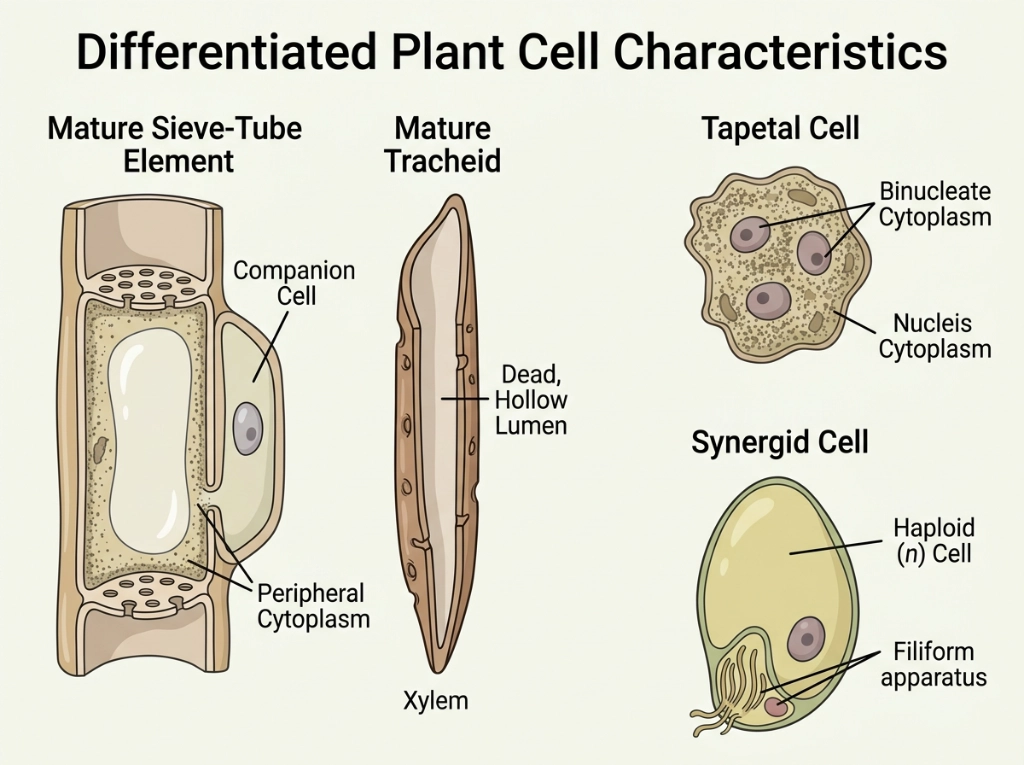 Differentiated Plant Cell Characteristics
Mature Sieve-Tube
Element
Companion
Cell
Peripheral
Cytoplasm
Mature
Tracheid
Dead,
Hollow
Lumen
Xylem
Tapetal Cell
Binucleate
Cytoplasm
Nucleis
Cytoplasm
Synergid Cell
Haploid
(n) Cell
Filiform
apparatus